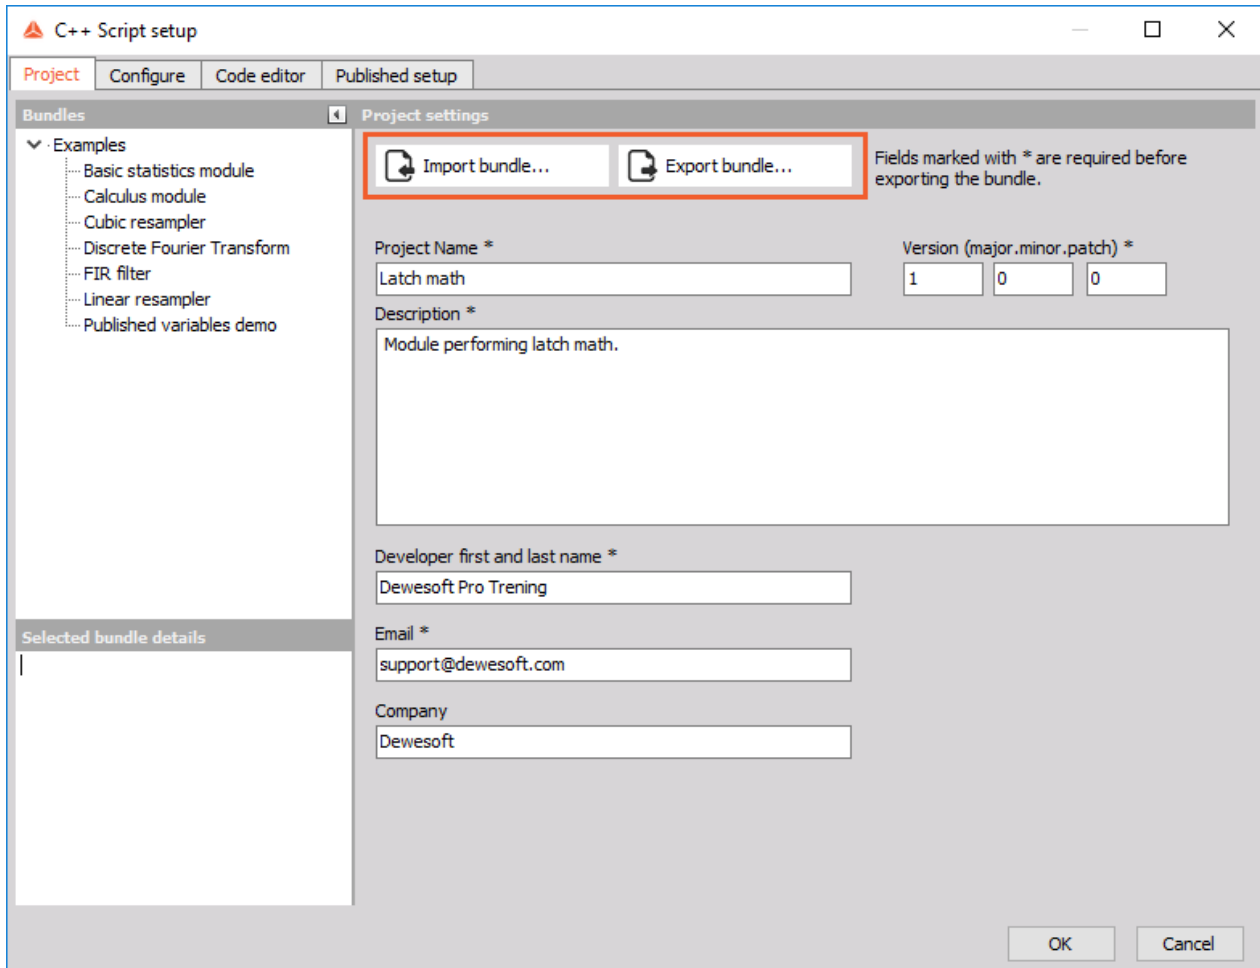 C++ Script setup
Project
Configure
Code editor
Published setup
Bundles
Examples
Basic statistics module
Calculus module
Cubic resampler
Discrete Fourier Transform
FIR filter
Linear resampler
Published variables demo
Selected bundle details
Project settings
Import bundle...
Export bundle...
Fields marked with * are required before
exporting the bundle.
Project Name *
Latch math
Version (major.minor.patch) *
1
0
0
Description *
Module performing latch math.
Developer first and last name *
Dewesoft Pro Trening
Email *
support@dewesoft.com
Company
Dewesoft
OK
Cancel